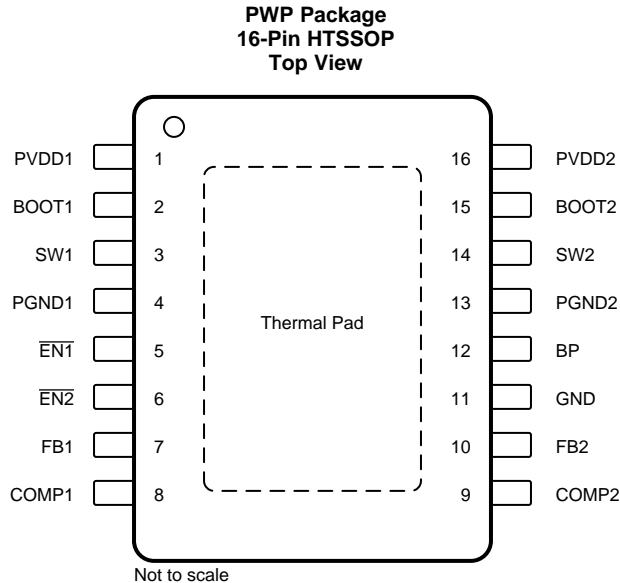 PWP Package
16-Pin HTSSOP
Top View
PVDD1 1 16 PVDD2
BOOT1 2 15 BOOT2
SW1 3 14 SW2
PGND1 4 13 PGND2
Thermal Pad
E̅N̅1̅ 5 12 BP
E̅N̅2̅ 6 11 GND
FB1 7 10 FB2
COMP1 8 9 COMP2
Not to scale